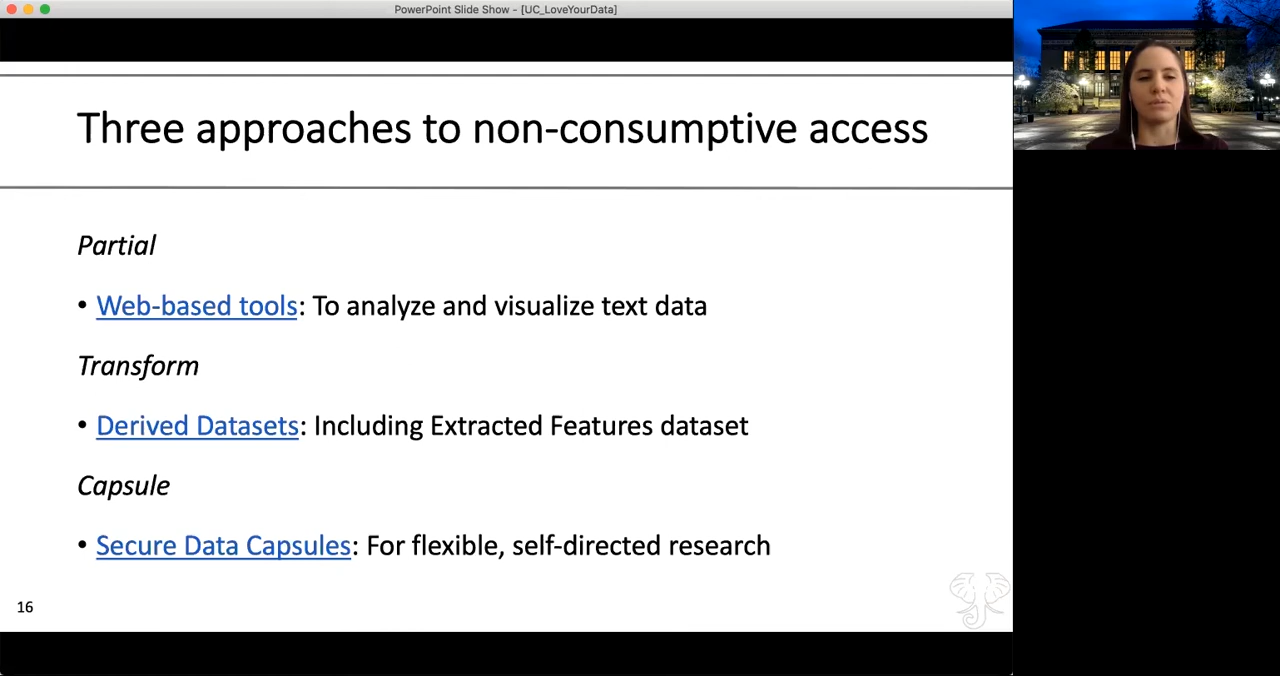 PowerPoint Slide Show - [UC_LoveYourData]
Three approaches to non-consumptive access
Partial
• Web-based tools: To analyze and visualize text data
Transform
• Derived Datasets: Including Extracted Features dataset
Capsule
• Secure Data Capsules: For flexible, self-directed research
16